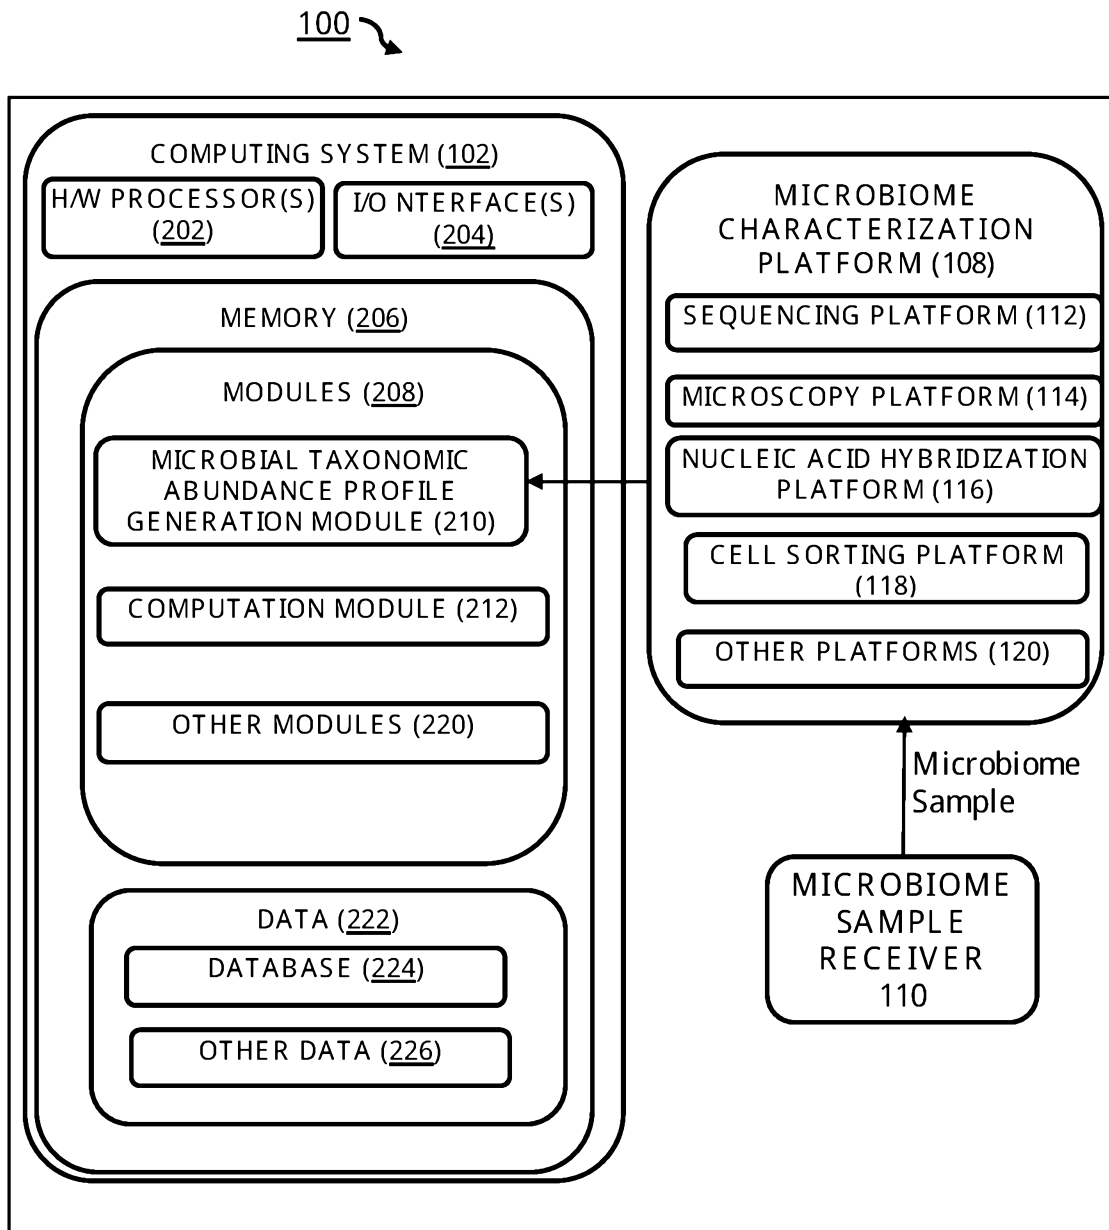 100
COMPUTING SYSTEM (102)
H/W PROCESSOR(S)
(202)
I/O NTERFACE(S)
(204)
MEMORY (206)
MODULES (208)
MICROBIAL TAXONOMIC
ABUNDANCE PROFILE
GENERATION MODULE (210)
COMPUTATION MODULE (212)
OTHER MODULES (220)
DATA (222)
DATABASE (224)
OTHER DATA (226)
MICROBIOME
CHARACTERIZATION
PLATFORM (108)
SEQUENCING PLATFORM (112)
MICROSCOPY PLATFORM (114)
NUCLEIC ACID HYBRIDIZATION
PLATFORM (116)
CELL SORTING PLATFORM
(118)
OTHER PLATFORMS (120)
Microbiome
Sample
MICROBIOME
SAMPLE
RECEIVER
110